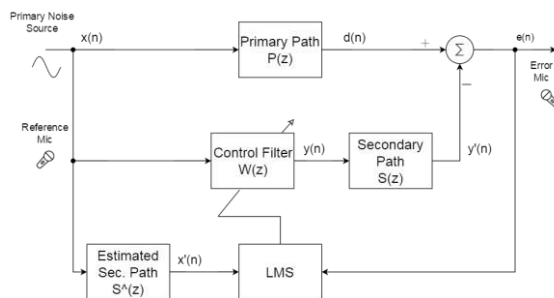 Primary Noise
Source
x(n)
Primary Path
P(z)
d(n)
+
Σ
e(n)
Error
Mic
−
Reference
Mic
Control Filter
W(z)
y(n)
Secondary
Path
S(z)
y'(n)
Estimated
Sec. Path
S^(z)
x'(n)
LMS